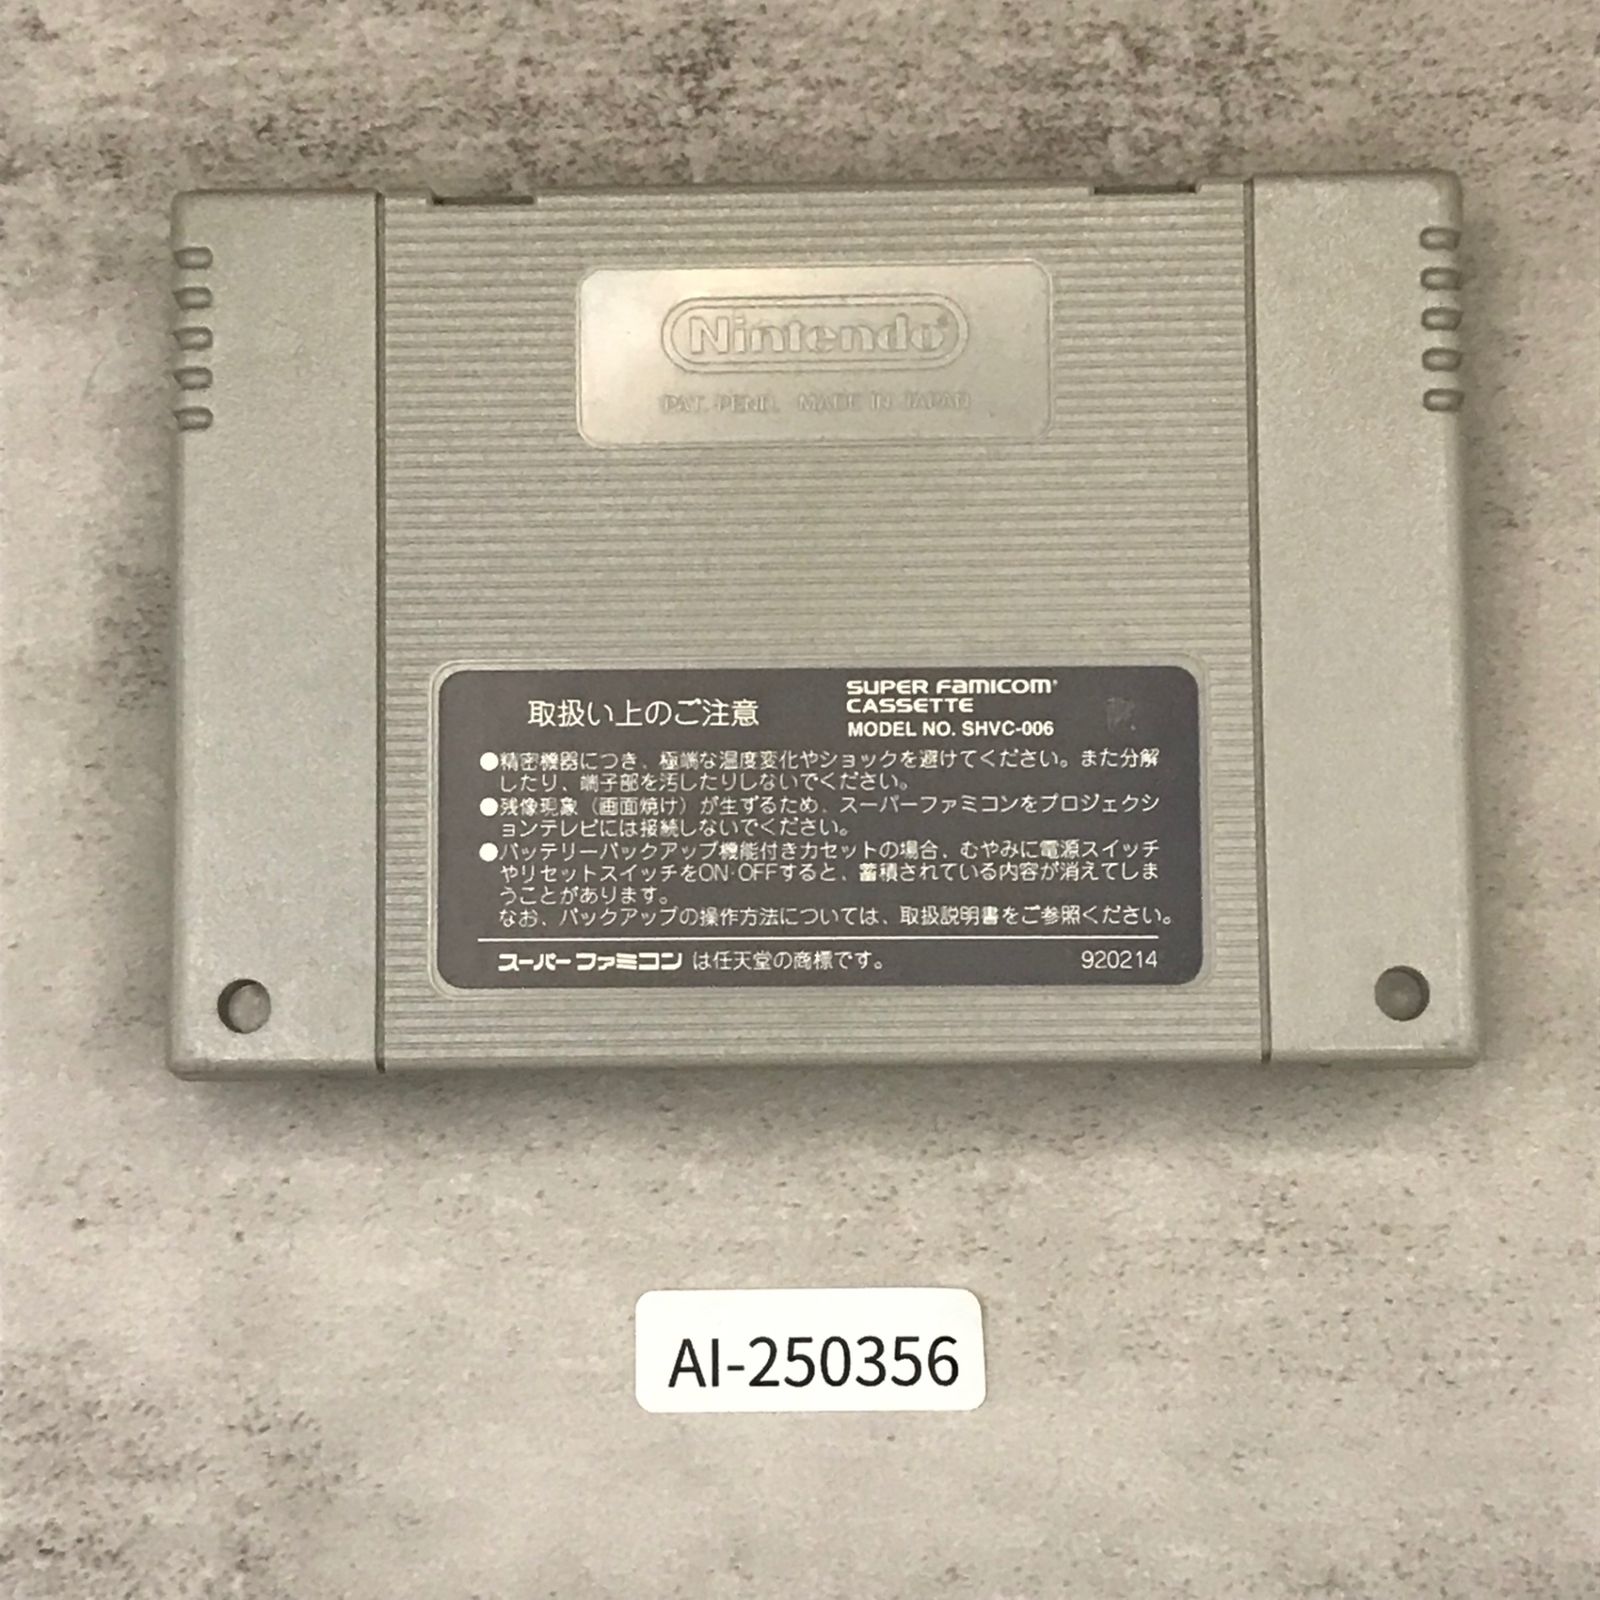 Nintendo
PAT. PEND. MADE IN JAPAN
取扱い上のご注意
SUPER FAMICOM
CASSETTE
MODEL NO. SHVC-006
●精密機器につき、極端な温度変化やショックを避けてください。また分解
したり、端子部を汚したりしないでください。
●残像現象（画面焼け）が生ずるため、スーパーファミコンをプロジェクシ
ョンテレビには接続しないでください。
●バッテリーバックアップ機能付きカセットの場合、むやみに電源スイッチ
やリセットスイッチをON・OFFすると、蓄積されている内容が消えてしま
うことがあります。
なお、バックアップの操作方法については、取扱説明書をご参照ください。
スーパーファミコン は任天堂の商標です。
920214
AI-250356